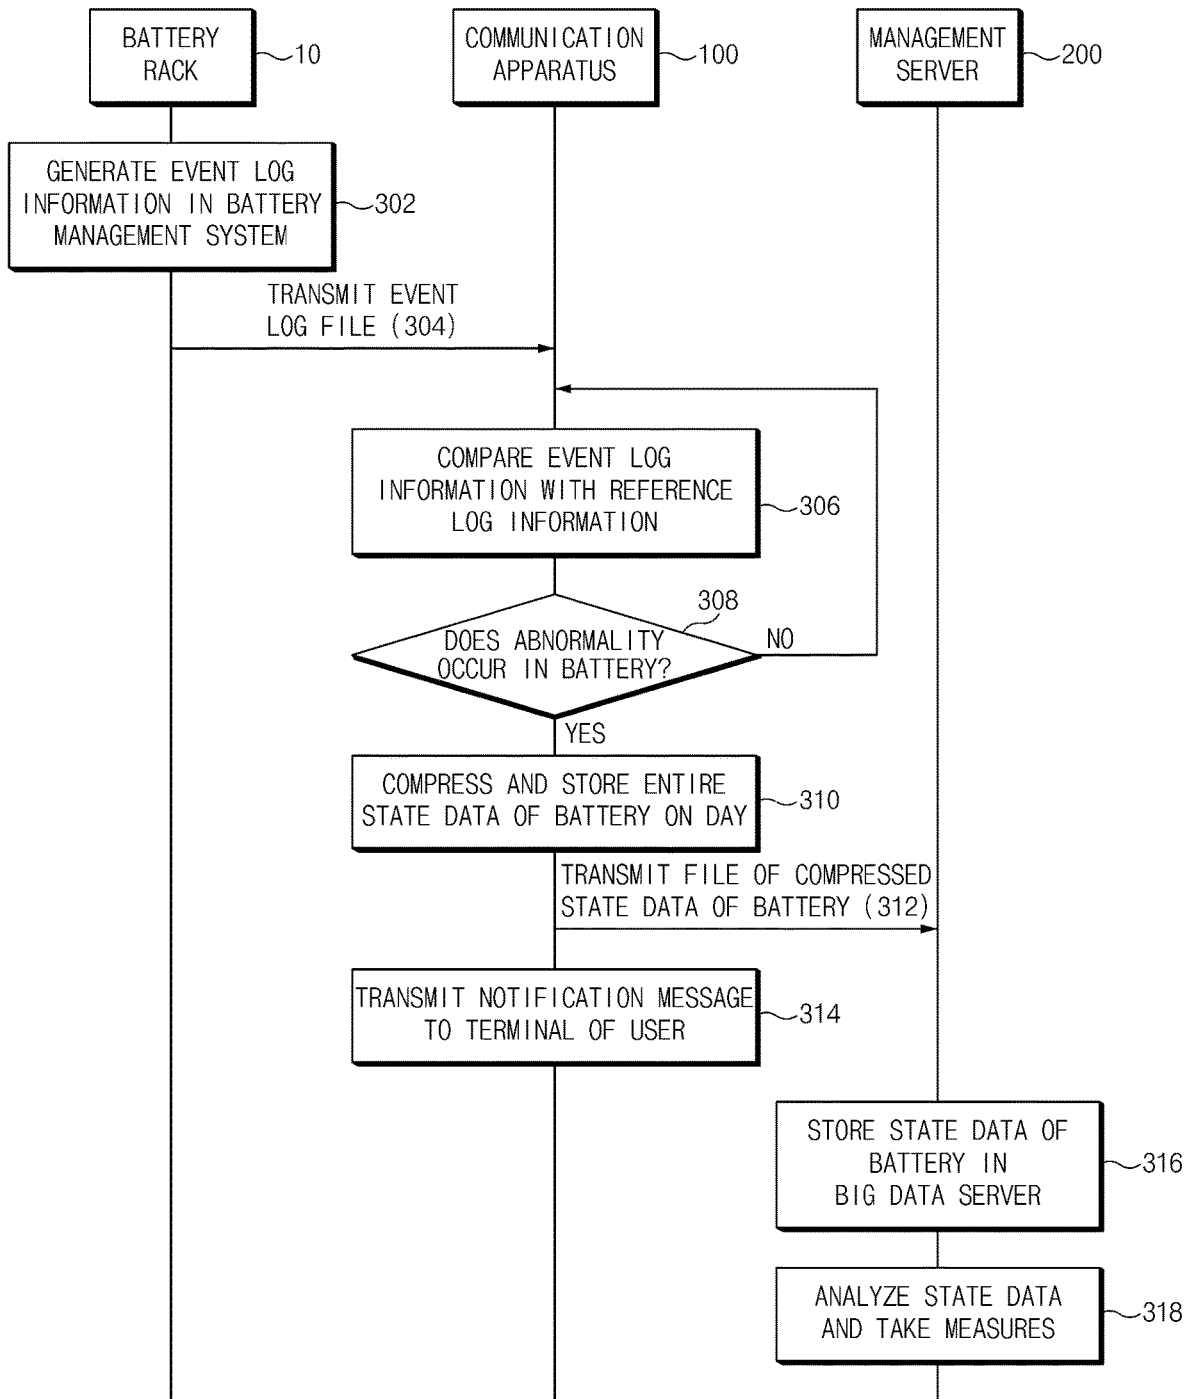 BATTERY
RACK
10
COMMUNICATION
APPARATUS
100
MANAGEMENT
SERVER
200
GENERATE EVENT LOG
INFORMATION IN BATTERY
MANAGEMENT SYSTEM
302
TRANSMIT EVENT
LOG FILE (304)
COMPARE EVENT LOG
INFORMATION WITH REFERENCE
LOG INFORMATION
306
308
DOES ABNORMALITY
OCCUR IN BATTERY?
NO
YES
COMPRESS AND STORE ENTIRE
STATE DATA OF BATTERY ON DAY
310
TRANSMIT FILE OF COMPRESSED
STATE DATA OF BATTERY (312)
TRANSMIT NOTIFICATION MESSAGE
TO TERMINAL OF USER
314
STORE STATE DATA OF
BATTERY IN
BIG DATA SERVER
316
ANALYZE STATE DATA
AND TAKE MEASURES
318